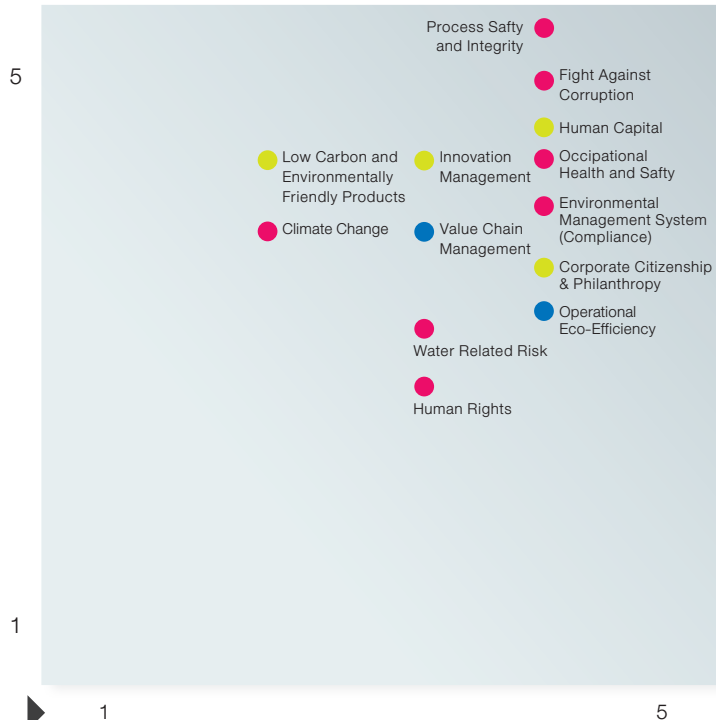 Process Safty
and Integrity
5
Fight Against
Corruption
Human Capital
Low Carbon and
Environmentally
Friendly Products
Innovation
Management
Occipational
Health and Safty
Environmental
Management System
(Compliance)
Climate Change
Value Chain
Management
Corporate Citizenship
& Philanthropy
Operational
Eco-Efficiency
Water Related Risk
Human Rights
1
1
5